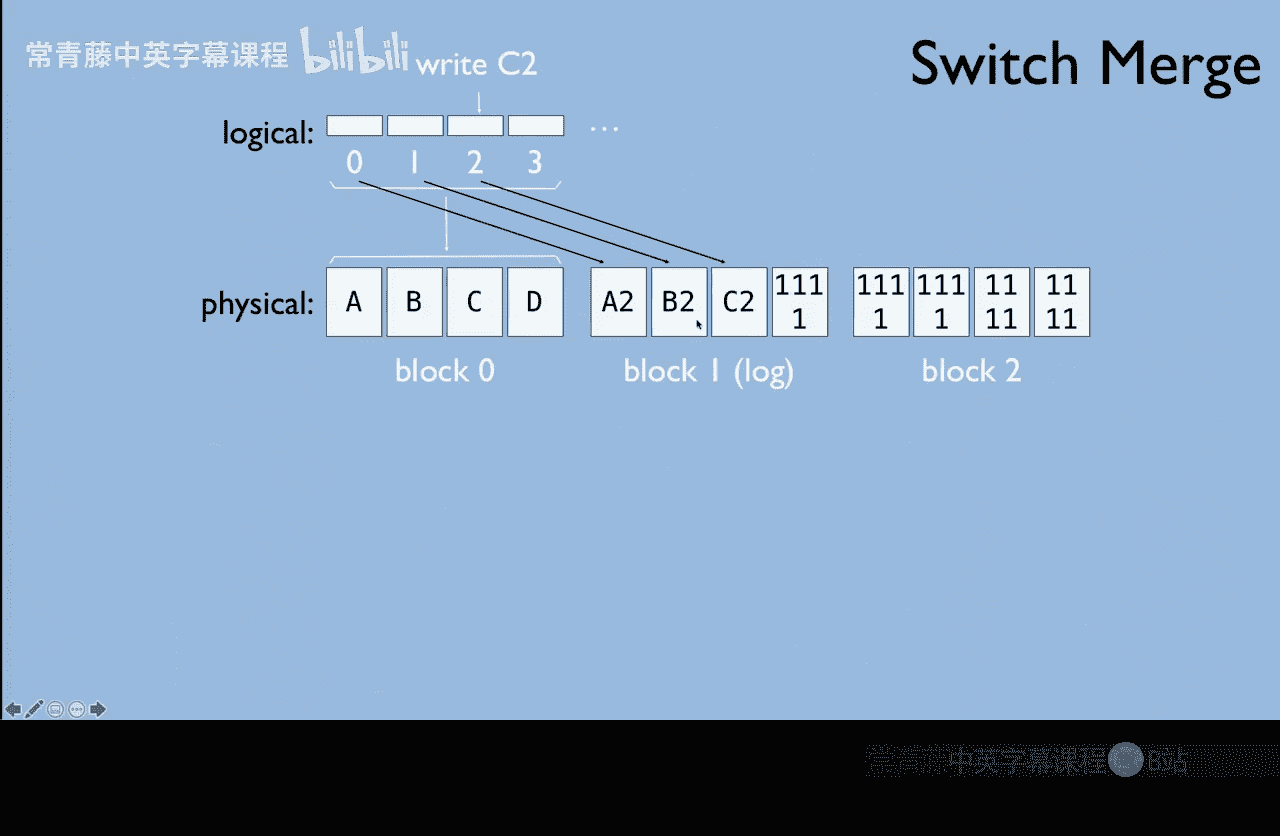 常青藤中英字幕课程 bilibili write C2
Switch Merge
logical: ...
0 1 2 3
physical: A B C D A2 B2 C2 111 1 111 1 111 1 11 11 11 11
block 0 block 1 (log) block 2
中英字幕课程 B站